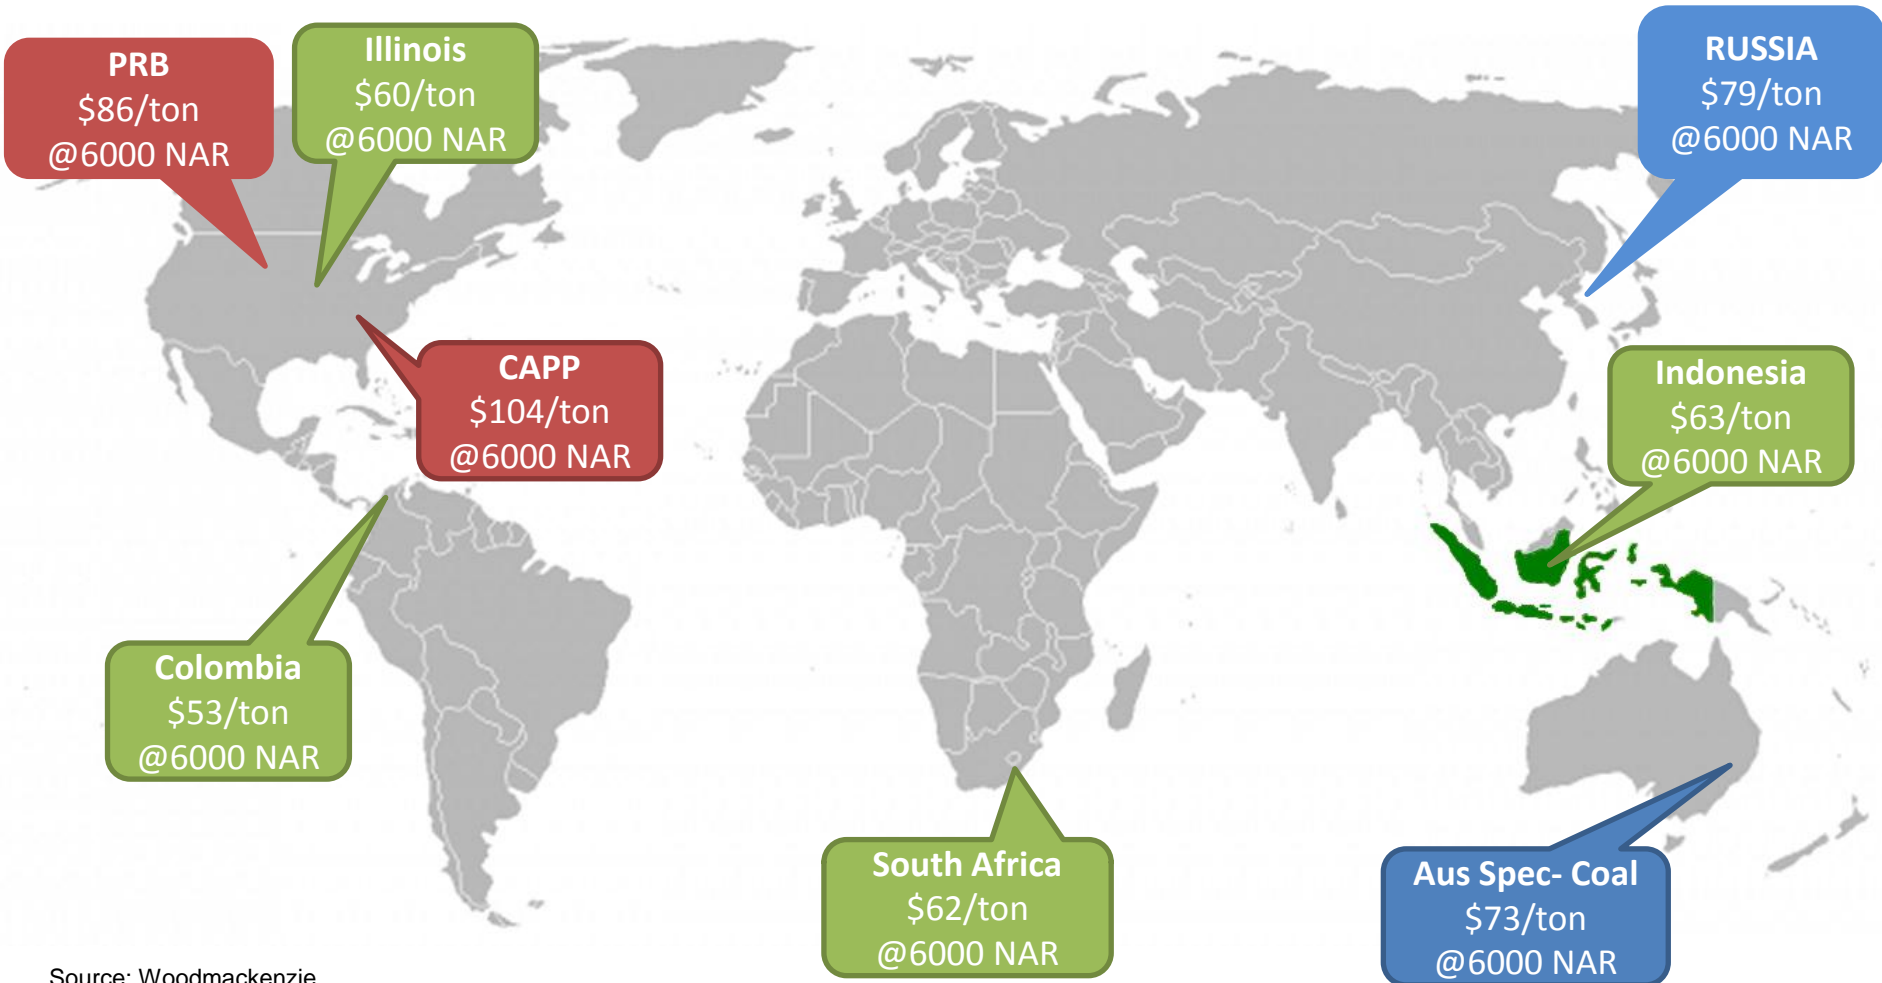 PRB
$86/ton
@6000 NAR
Illinois
$60/ton
@6000 NAR
RUSSIA
$79/ton
@6000 NAR
CAPP
$104/ton
@6000 NAR
Indonesia
$63/ton
@6000 NAR
Colombia
$53/ton
@6000 NAR
South Africa
$62/ton
@6000 NAR
Aus Spec- Coal
$73/ton
@6000 NAR
Source: Woodmackenzie